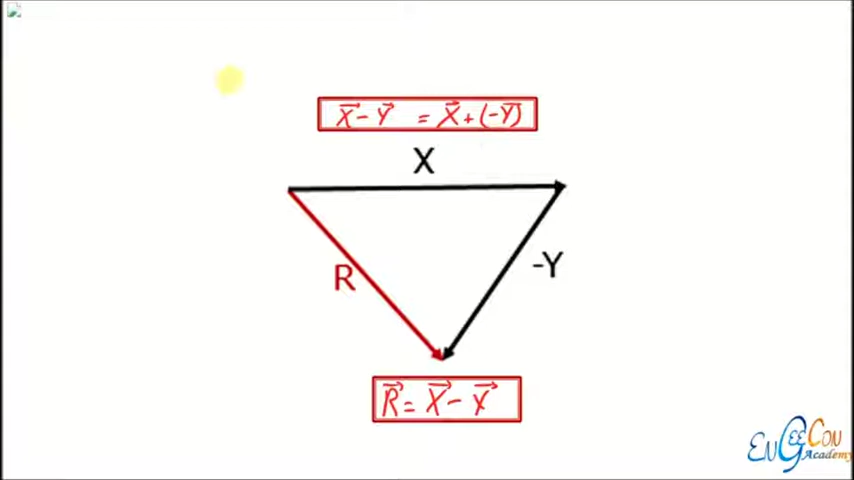 X⃗ - Y⃗ = X⃗ + (-Y⃗)
X
R
-Y
R⃗ = X⃗ - Y⃗
EnGEECon
Academy